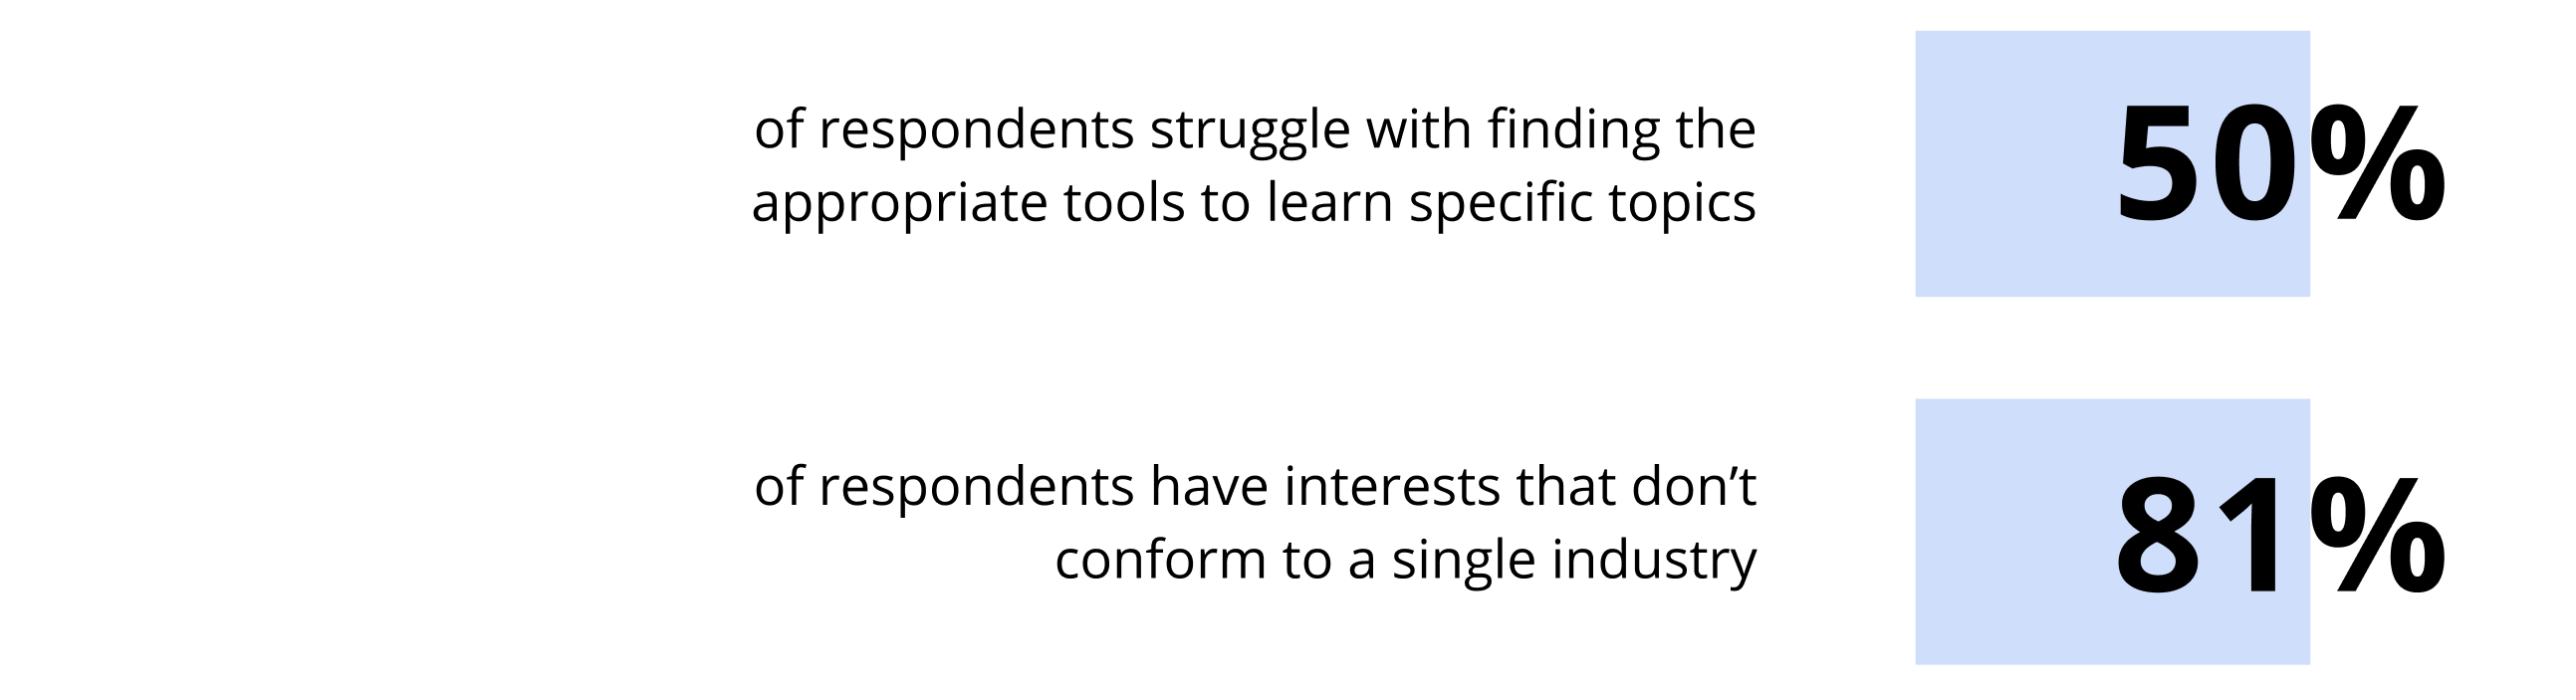 of respondents struggle with finding the
appropriate tools to learn specific topics
50%
of respondents have interests that don’t
conform to a single industry
81%